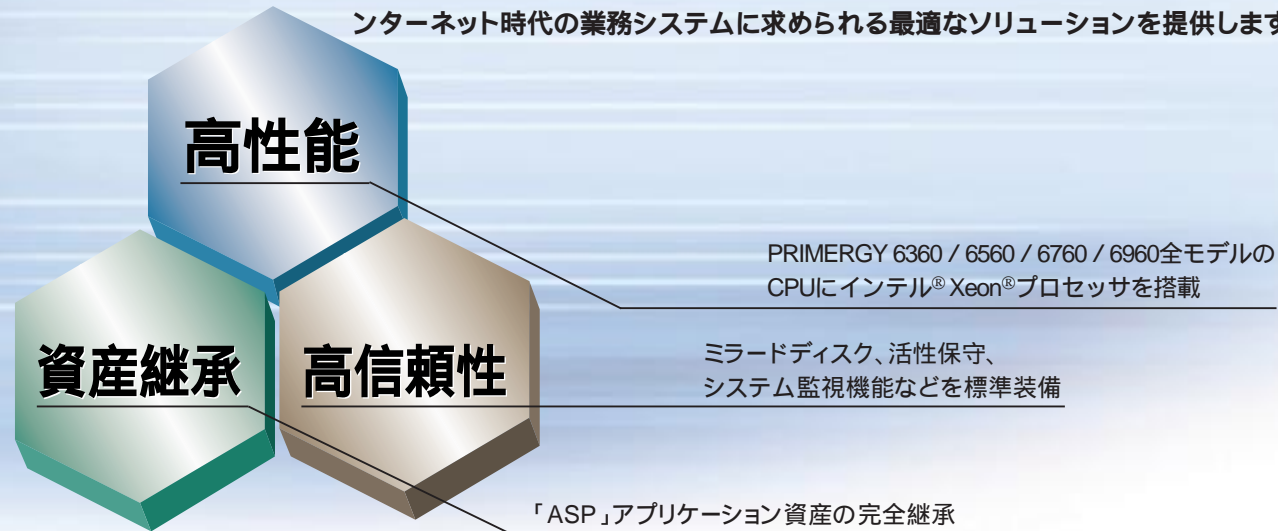 ンターネット時代の業務システムに求められる最適なソリューションを提供します
高性能
PRIMERGY 6360 / 6560 / 6760 / 6960全モデルの
CPUにインテル® Xeon®プロセッサを搭載
資産継承
高信頼性
ミラードディスク、活性保守、
システム監視機能などを標準装備
「ASP」アプリケーション資産の完全継承